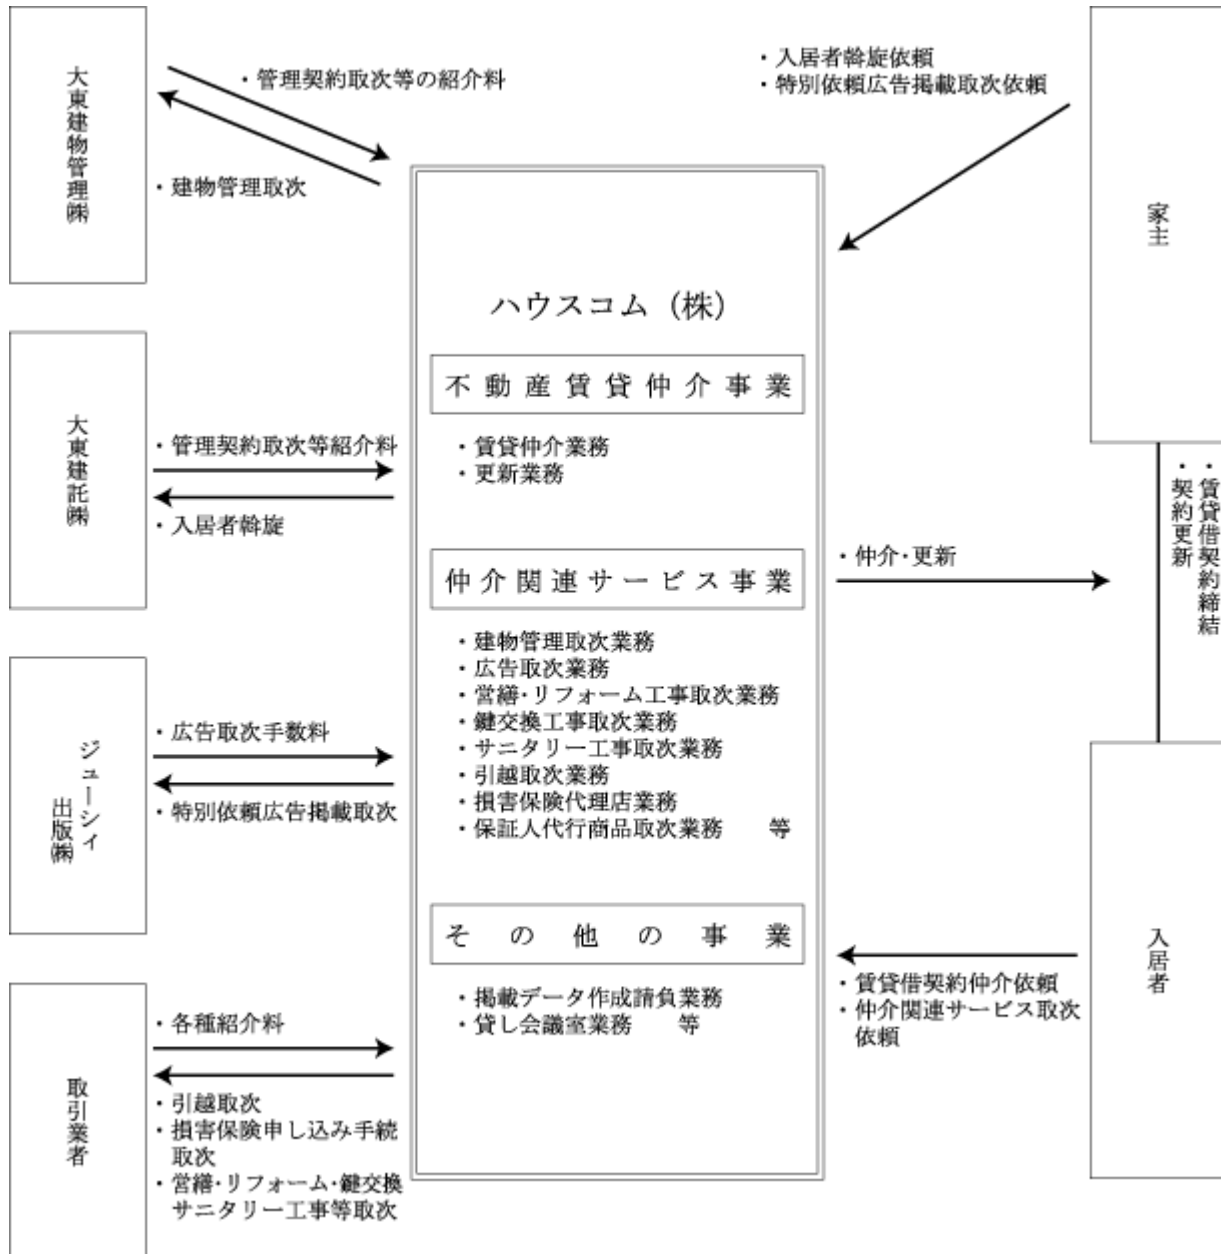 大東建物管理㈱
・管理契約取次等の紹介料
・建物管理取次
大東建託㈱
・管理契約取次等紹介料
・入居者斡旋
ジューシィ
出版㈱
・広告取次手数料
・特別依頼広告掲載取次
取引業者
・各種紹介料
・引越取次
・損害保険申し込み手続
取次
・営繕・リフォーム・鍵交換
サニタリー工事等取次
ハウスコム（株）
不動産賃貸仲介事業
・賃貸仲介業務
・更新業務
仲介関連サービス事業
・建物管理取次業務
・広告取次業務
・営繕・リフォーム工事取次業務
・鍵交換工事取次業務
・サニタリー工事取次業務
・引越取次業務
・損害保険代理店業務
・保証人代行商品取次業務　等
その他の事業
・掲載データ作成請負業務
・貸し会議室業務　等
・入居者斡旋依頼
・特別依頼広告掲載取次依頼
家主
・仲介・更新
・賃貸借契約締結
・契約更新
入居者
・賃貸借契約仲介依頼
・仲介関連サービス取次
依頼